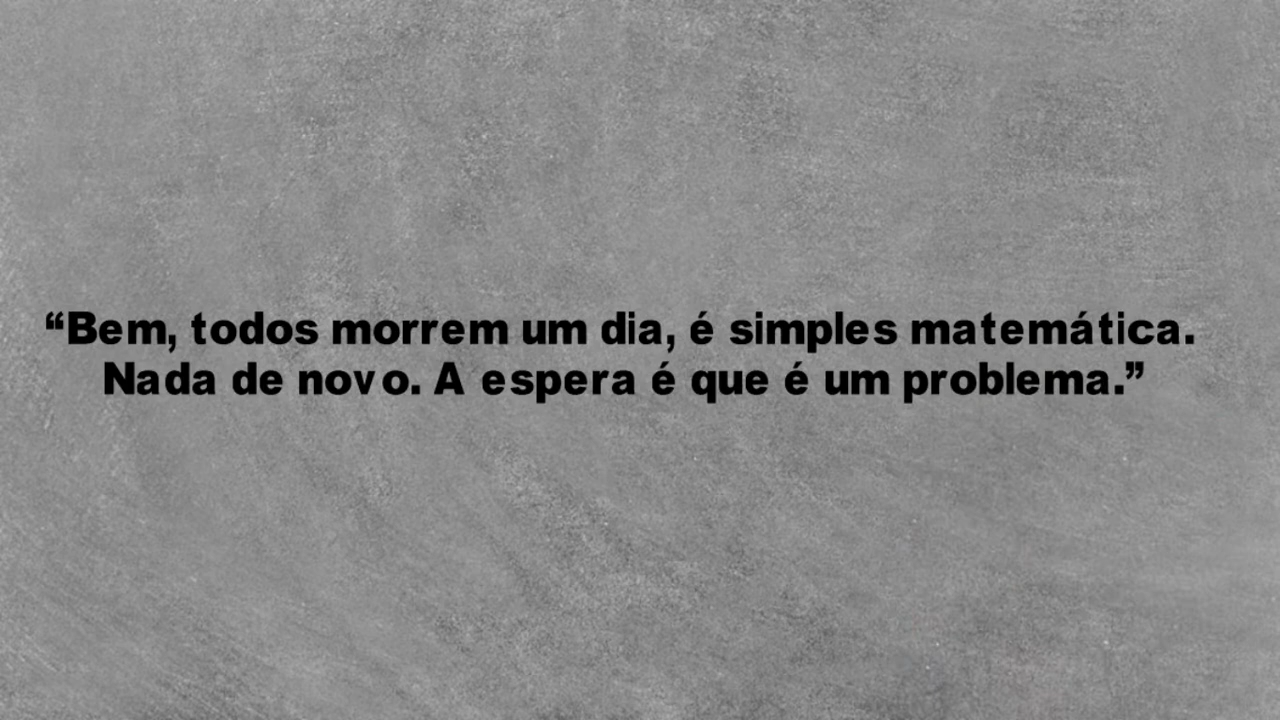 “Bem, todos morrem um dia, é simples matemática.
Nada de novo. A espera é que é um problema.”